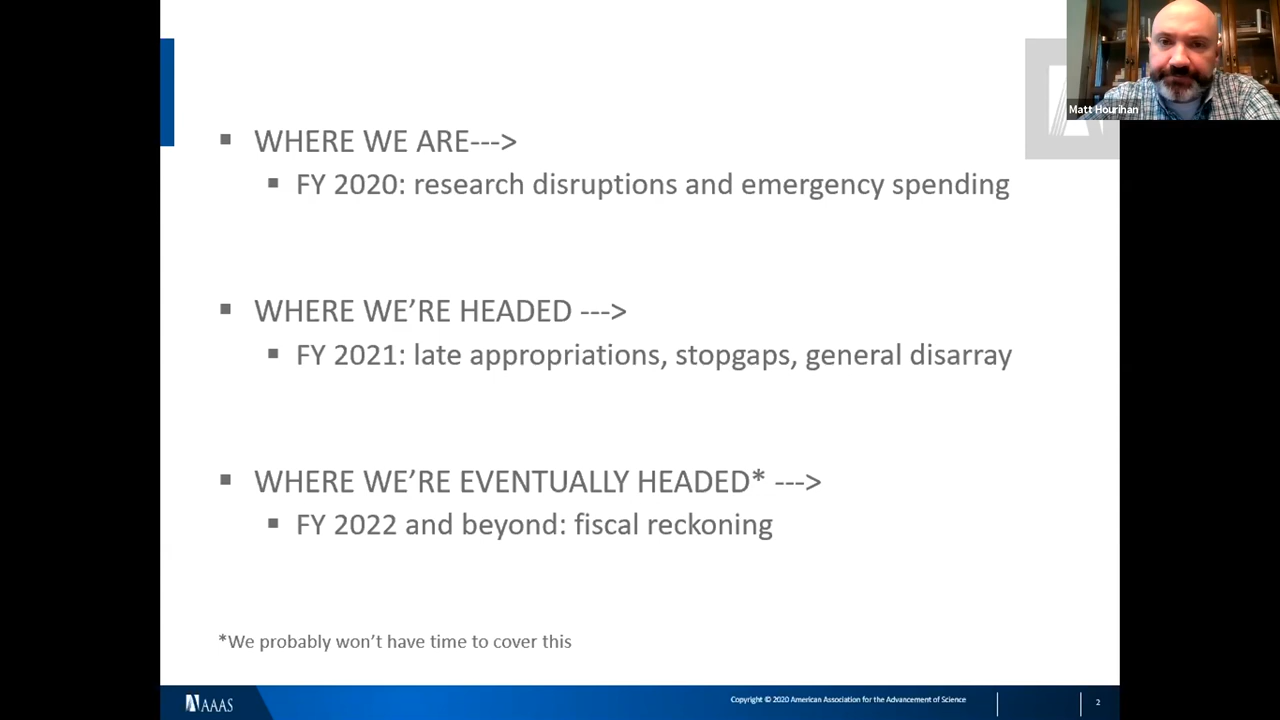 Matt Hourihan
▪ WHERE WE ARE--->
▪ FY 2020: research disruptions and emergency spending
▪ WHERE WE’RE HEADED --->
▪ FY 2021: late appropriations, stopgaps, general disarray
▪ WHERE WE’RE EVENTUALLY HEADED* --->
▪ FY 2022 and beyond: fiscal reckoning
*We probably won’t have time to cover this
AAAS
Copyright © 2020 American Association for the Advancement of Science
2